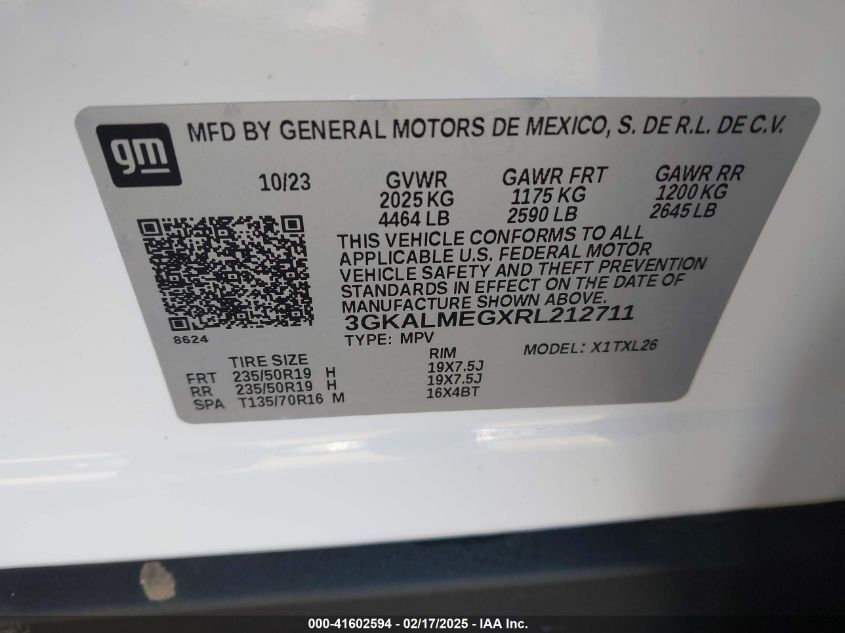 gm
MFD BY GENERAL MOTORS DE MEXICO, S. DE R.L. DE C.V.
10/23 GVWR GAWR FRT GAWR RR
2025 KG 1175 KG 1200 KG
4464 LB 2590 LB 2645 LB
THIS VEHICLE CONFORMS TO ALL
APPLICABLE U.S. FEDERAL MOTOR
VEHICLE SAFETY AND THEFT PREVENTION
STANDARDS IN EFFECT ON THE DATE OF
MANUFACTURE SHOWN ABOVE.
3GKALMEGXRL212711
8624
TYPE: MPV MODEL: X1TXL26
TIRE SIZE RIM
FRT 235/50R19 H 19X7.5J
RR 235/50R19 H 19X7.5J
SPA T135/70R16 M 16X4BT
000-41602594 - 02/17/2025 - IAA Inc.